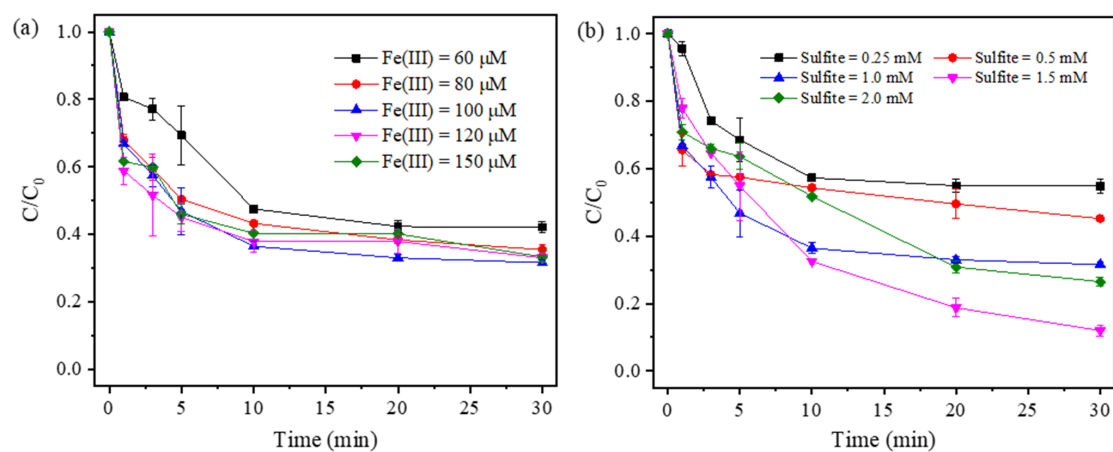 (a)
Fe(III) = 60 μM
Fe(III) = 80 μM
Fe(III) = 100 μM
Fe(III) = 120 μM
Fe(III) = 150 μM
C/C₀
1.0
0.8
0.6
0.4
0.2
0.0
0 5 10 15 20 25 30
Time (min)
(b)
Sulfite = 0.25 mM Sulfite = 0.5 mM
Sulfite = 1.0 mM Sulfite = 1.5 mM
Sulfite = 2.0 mM
C/C₀
1.0
0.8
0.6
0.4
0.2
0.0
0 5 10 15 20 25 30
Time (min)